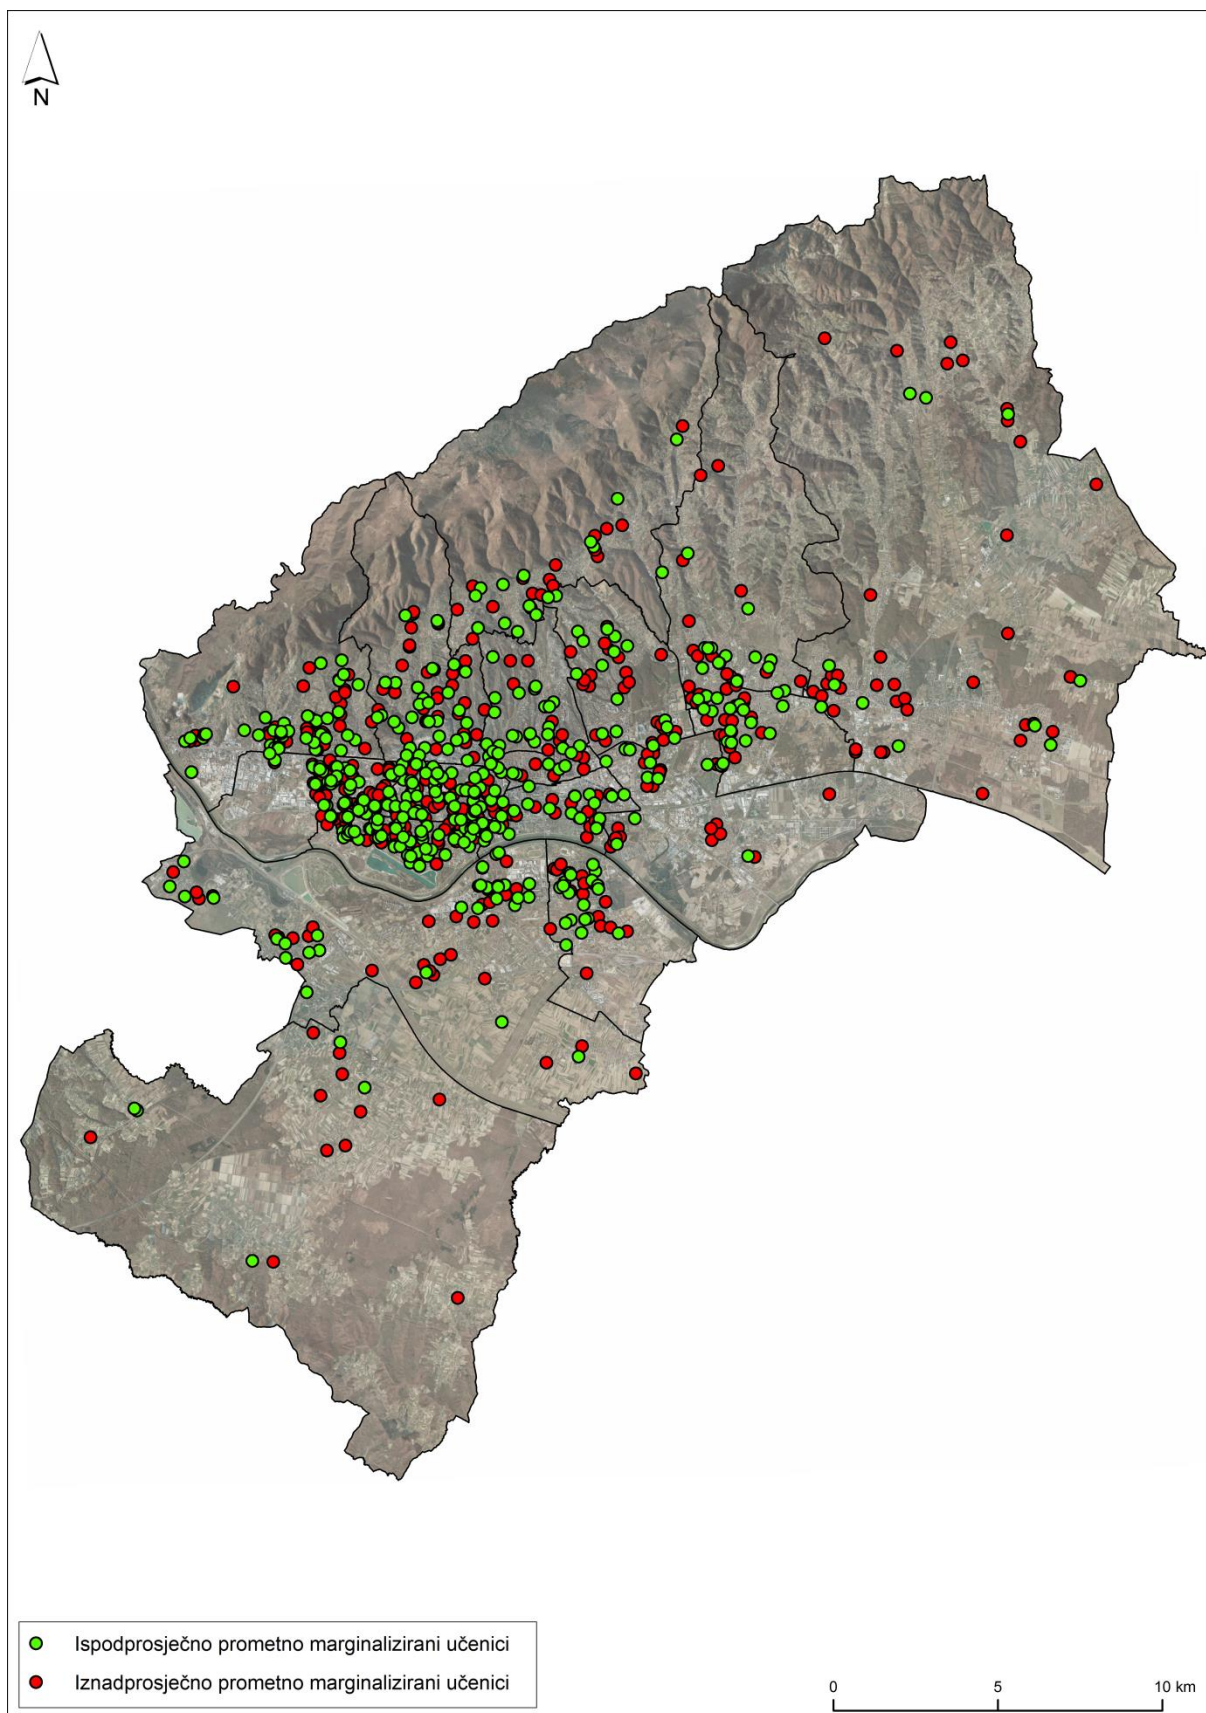 N
Ispodprosječno prometno marginalizirani učenici
Iznadprosječno prometno marginalizirani učenici
0 5 10 km